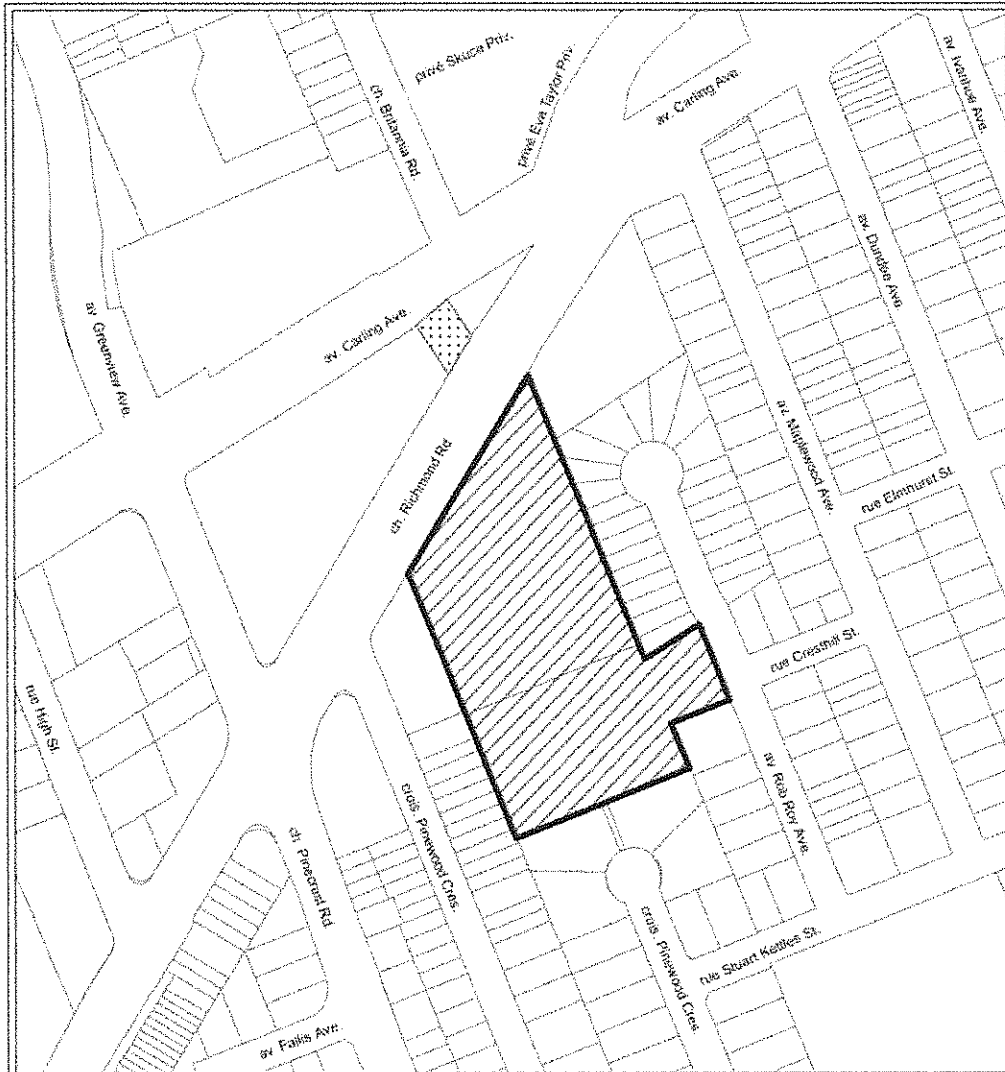 privé Skuce Priv.
ch. Britannia Rd.
privé Eva Taylor Priv.
av. Carling Ave.
av. Ivanhoe Ave.
av. Dundee Ave.
av. Greenview Ave.
av. Carling Ave.
ch. Richmond Rd
av. Maplewood Ave
rue Elmhurst St.
rue Cresthill St.
rue High St.
av. Rob Roy Ave.
crois. Pinewood Cres.
ch. Pinecrest Rd.
crois. Pinewood Cres
rue Stuart Kettles St.
av. Fallis Ave.